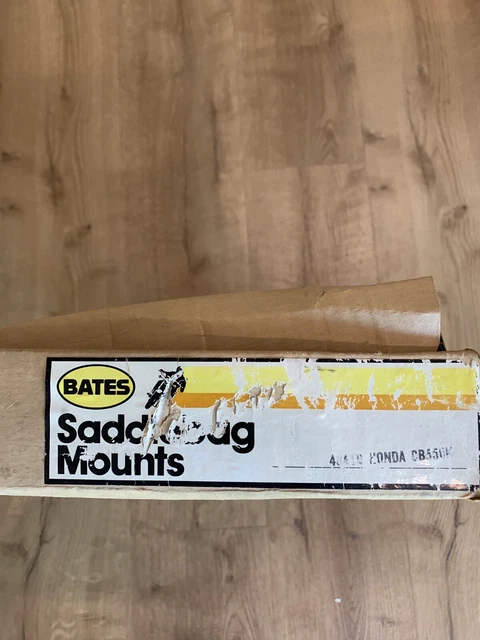 BATES
Saddlebag
Mounts
HONDA CB550K